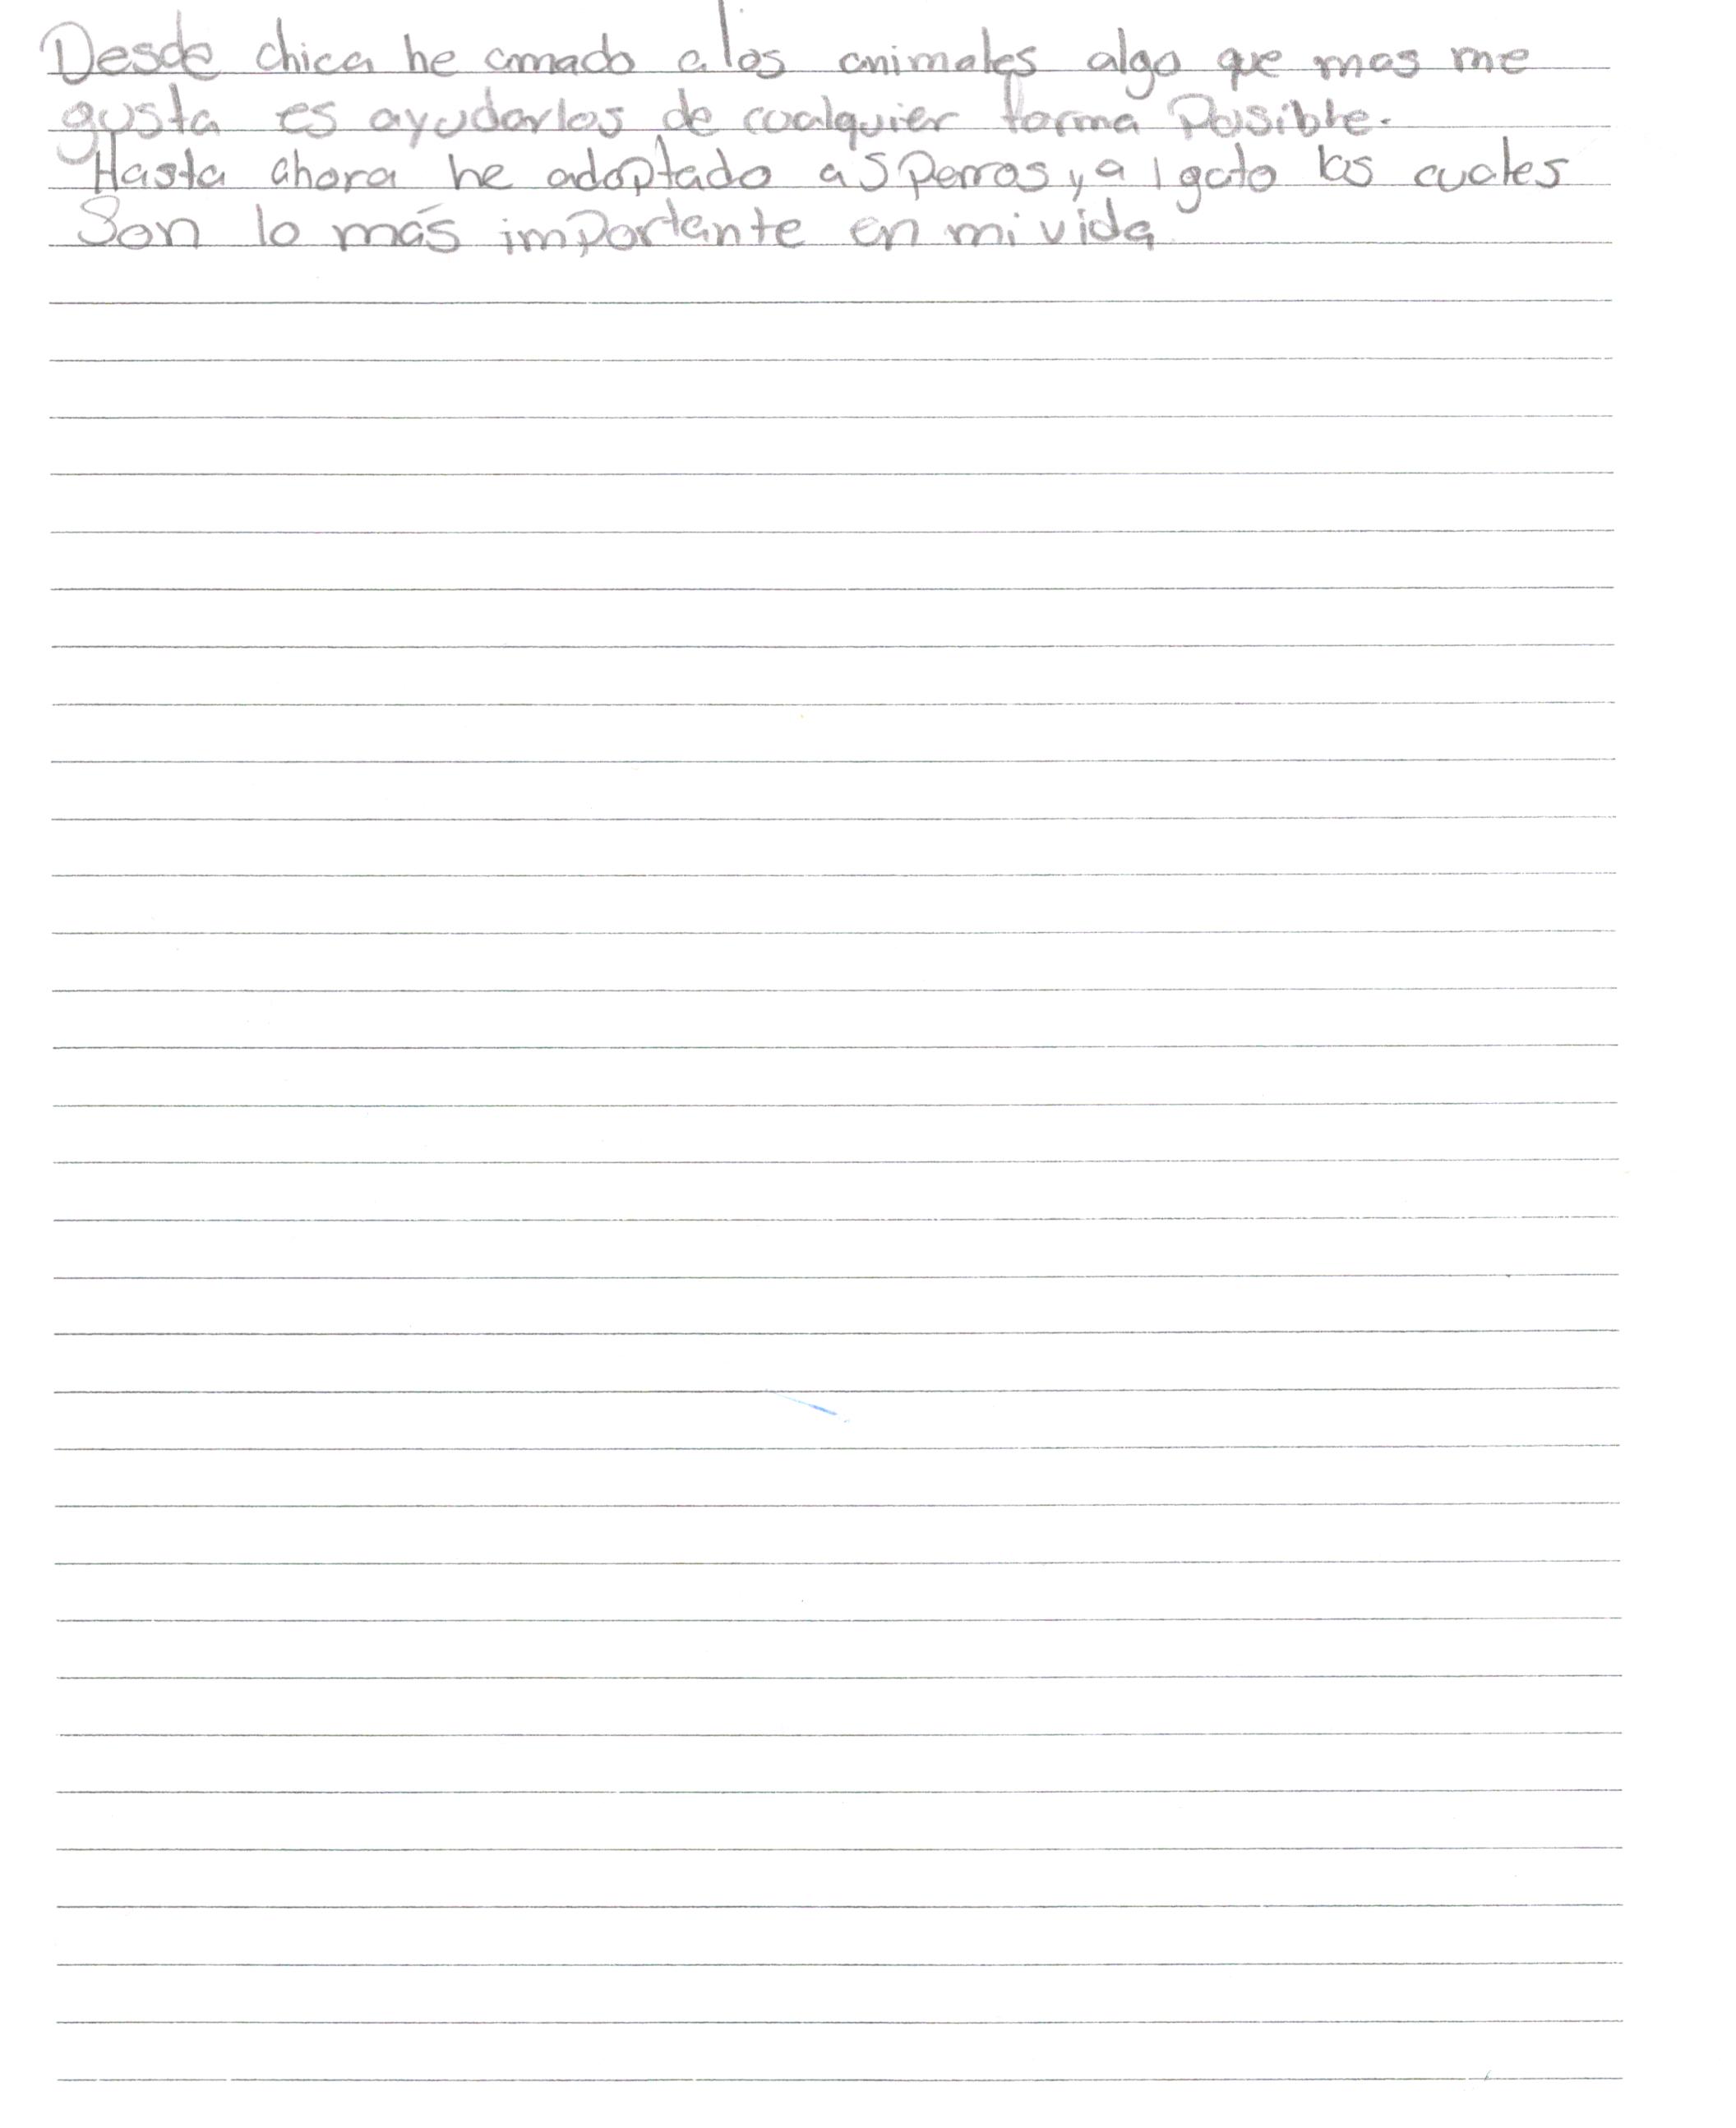 Desde chica he amado a los animales algo que mas me
gusta es ayudarlos de cualquier forma Posible.
Hasta ahora he adoptado a 5 perros y a 1 gato los cuales
Son lo más importante en mi vida